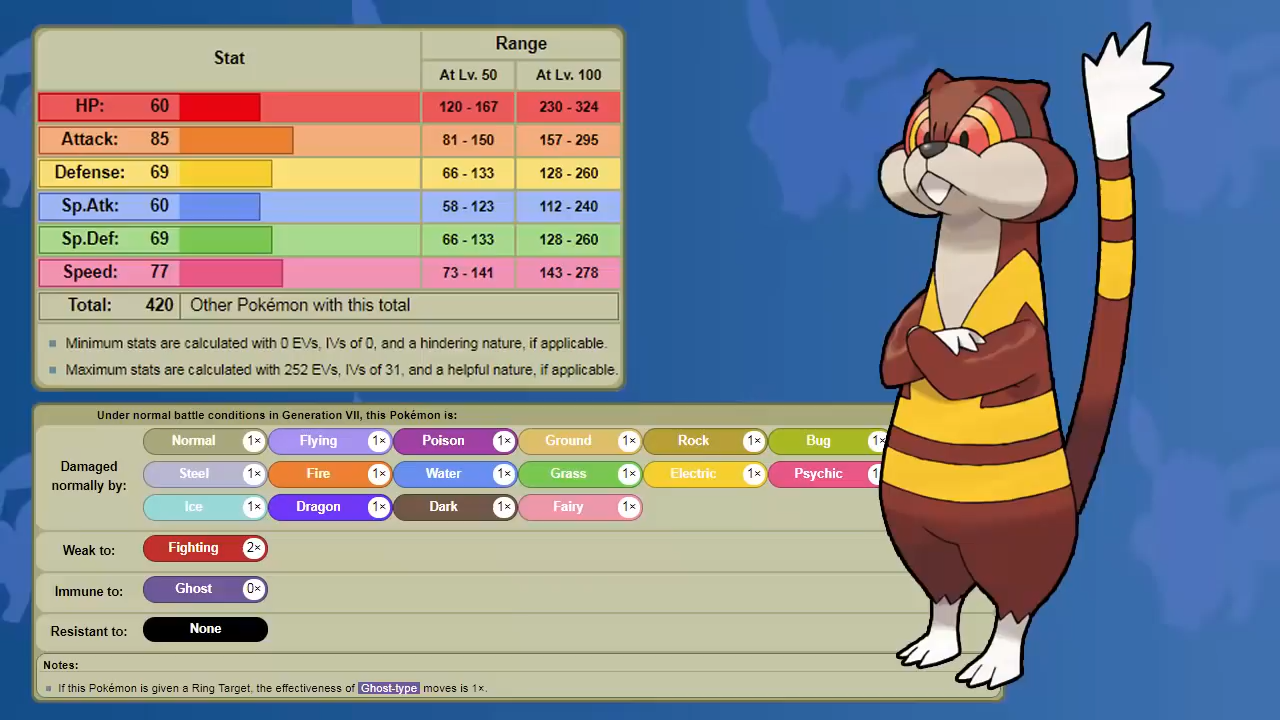 Stat Range
At Lv. 50 At Lv. 100
HP: 60 120 - 167 230 - 324
Attack: 85 81 - 150 157 - 295
Defense: 69 66 - 133 128 - 260
Sp.Atk: 60 58 - 123 112 - 240
Sp.Def: 69 66 - 133 128 - 260
Speed: 77 73 - 141 143 - 278
Total: 420 Other Pokémon with this total
Minimum stats are calculated with 0 EVs, IVs of 0, and a hindering nature, if applicable.
Maximum stats are calculated with 252 EVs, IVs of 31, and a helpful nature, if applicable.
Under normal battle conditions in Generation VII, this Pokémon is:
Damaged normally by:
Normal 1× Flying 1× Poison 1× Ground 1× Rock 1× Bug 1×
Steel 1× Fire 1× Water 1× Grass 1× Electric 1× Psychic 1
Ice 1× Dragon 1× Dark 1× Fairy 1×
Weak to: Fighting 2×
Immune to: Ghost 0×
Resistant to: None
Notes:
If this Pokémon is given a Ring Target, the effectiveness of Ghost-type moves is 1×.